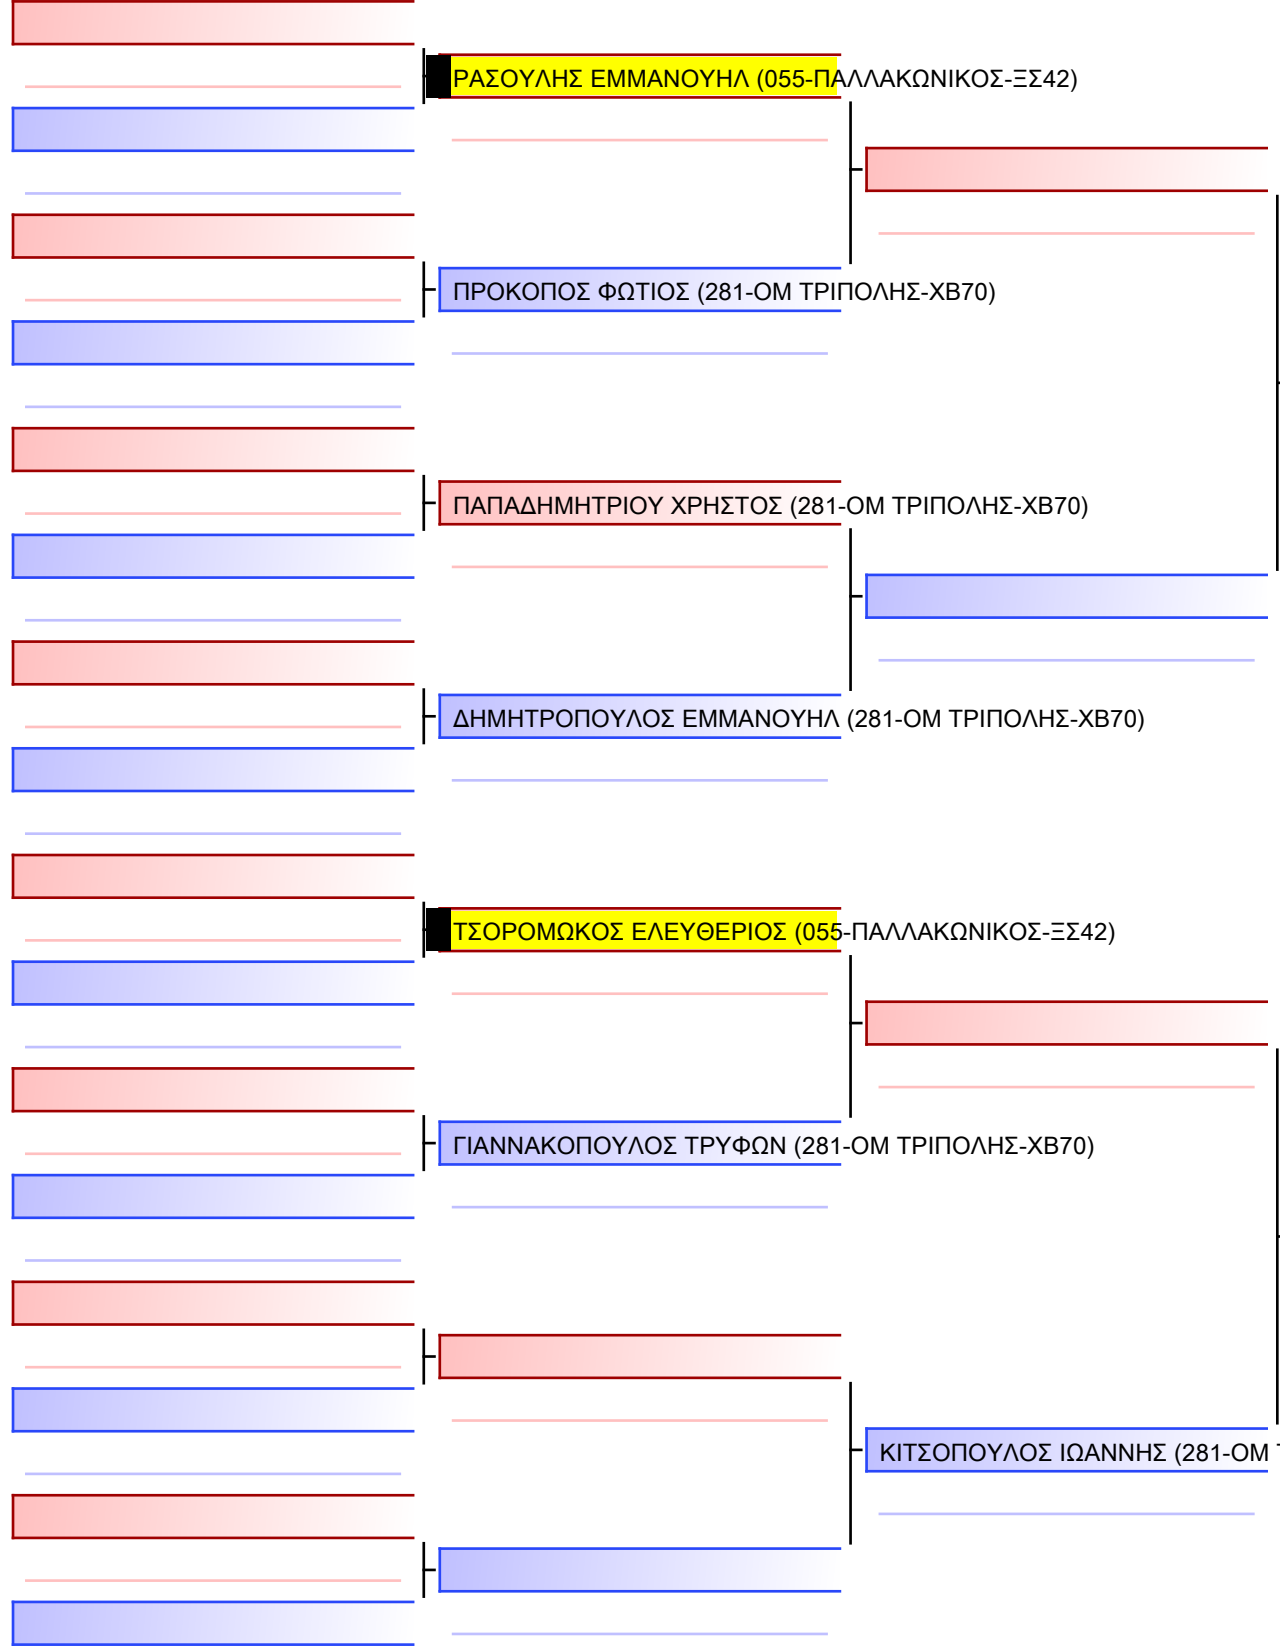 ΡΑΣΟΥΛΗΣ ΕΜΜΑΝΟΥΗΛ (055-ΠΑΛΛΑΚΩΝΙΚΟΣ-ΞΣ42)
ΠΡΟΚΟΠΟΣ ΦΩΤΙΟΣ (281-ΟΜ ΤΡΙΠΟΛΗΣ-ΧΒ70)
ΠΑΠΑΔΗΜΗΤΡΙΟΥ ΧΡΗΣΤΟΣ (281-ΟΜ ΤΡΙΠΟΛΗΣ-ΧΒ70)
ΔΗΜΗΤΡΟΠΟΥΛΟΣ ΕΜΜΑΝΟΥΗΛ (281-ΟΜ ΤΡΙΠΟΛΗΣ-ΧΒ70)
ΤΣΟΡΟΜΩΚΟΣ ΕΛΕΥΘΕΡΙΟΣ (055-ΠΑΛΛΑΚΩΝΙΚΟΣ-ΞΣ42)
ΓΙΑΝΝΑΚΟΠΟΥΛΟΣ ΤΡΥΦΩΝ (281-ΟΜ ΤΡΙΠΟΛΗΣ-ΧΒ70)
ΚΙΤΣΟΠΟΥΛΟΣ ΙΩΑΝΝΗΣ (281-ΟΜ